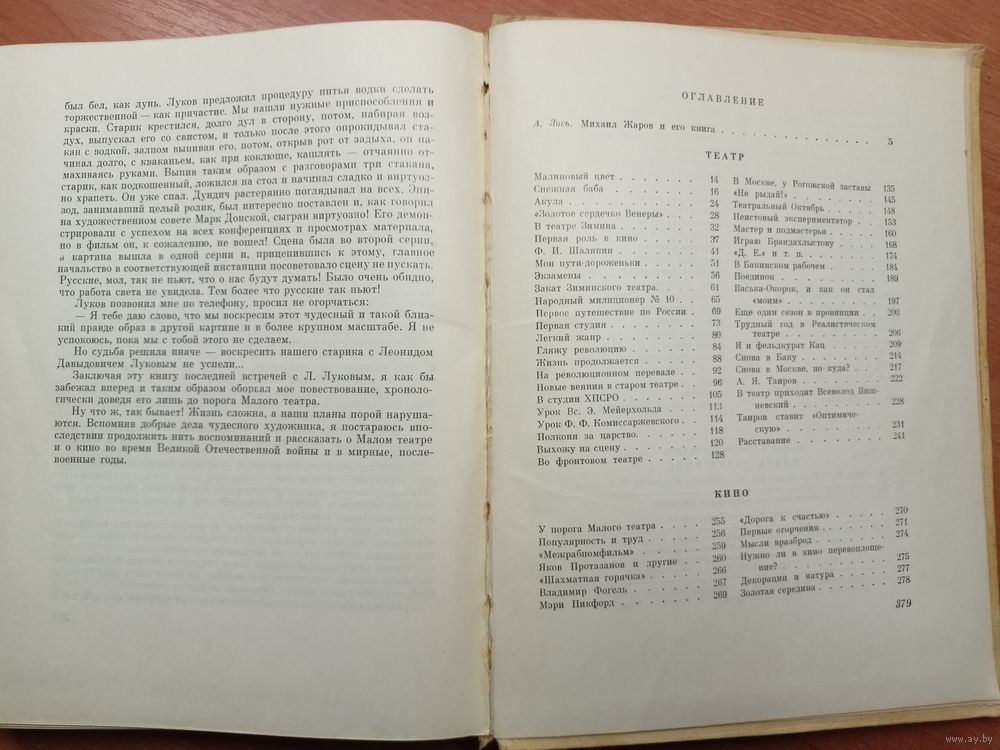 был бел, как лунь. Луков предложил процедуру питья водки сделать
торжественной — как причастие. Мы нашли нужные приспособления и
краски. Старик крестился, долго дул в сторону, потом, набирая воз-
дух, выпускал его со свистом, и только после этого опрокидывал ста-
кан с водкой, залпом выпивая его, потом, открыв рот от задыха, он на-
чинал долго, с кваканьем, как при коклюше, кашлять — отчаянно от-
махиваясь руками. Выпив таким образом с разговорами три стакана,
старик, как подкошенный, ложился на стол и начинал сладко и виртуоз-
но храпеть. Он уже спал. Дундич растерянно поглядывал на всех. Эпи-
зод, занимавший целый ролик, был интересно поставлен и, как говорил
на художественном совете Марк Донской, сыгран виртуозно! Его демон-
стрировали с успехом на всех конференциях и просмотрах материала,
но в фильм он, к сожалению, не вошел! Сцена была во второй серии,
а картина вышла в одной серии и, прицепившись к этому, главное
начальство в соответствующей инстанции посоветовало сцену не пускать.
Русские, мол, так не пьют, что о нас будут думать! Было очень обидно,
что работа света не увидела. Тем более что русские так пьют!
Луков позвонил мне по телефону, просил не огорчаться:
— Я тебе даю слово, что мы воскресим этот чудесный и такой близ-
кий правде образ в другой картине и в более крупном масштабе. Я не
успокоюсь, пока мы с тобой этого не сделаем.
Но судьба решила иначе — воскресить нашего старика с Леонидом
Давыдовичем Луковым не успели...
Заключая эту книгу последней встречей с Л. Луковым, я как бы
забежал вперед и таким образом оборвал мое повествование, хроноло-
гически доведя его лишь до порога Малого театра.
Ну что ж, так бывает! Жизнь сложна, а наши планы порой наруша-
ются. Вспомнив добрые дела чудесного художника, я постараюсь впо-
следствии продолжить нить воспоминаний и рассказать о Малом театре
и о кино во время Великой Отечественной войны и в мирные, после-
военные годы.
ОГЛАВЛЕНИЕ
А. Зись. Михаил Жаров и его книга . . . . . . . . . . . . 5
ТЕАТР
Малиновый цвет . . . . . . 14
Снежная баба . . . . . . 16
Акула . . . . . . . . 24
«Золотое сердечко Венеры» . . . 28
В театре Зимина . . . . . . 32
Первая роль в кино . . . . . 37
Ф. И. Шаляпин . . . . . . 41
Мои пути-дороженьки . . . . 51
Экзамены . . . . . . . 56
Закат Зиминского театра. . . . 61
Народный милиционер № 10 . . 65
Первое путешествие по России . 69
Первая студия . . . . . . 73
Легкий жанр . . . . . . 80
Гляжу революцию . . . . . 84
Жизнь продолжается . . . . . 88
На революционном перевале . . 92
Новые веяния в старом театре . . 96
В студии ХПСРО . . . . . . 105
Урок Вс. Э. Мейерхольда . . . 113
Урок Ф. Ф. Комиссаржевского . . 114
Полконя за царство. . . . . . 118
Выхожу на сцену . . . . . . 120
Во фронтовом театре . . . . . 128
В Москве, у Рогожской заставы 135
«Не рыдай!» . . . . . . . 145
Театральный Октябрь . . . . . 148
Неистовый экспериментатор . . 153
Мастер и подмастерья . . . . 160
Играю Брандахлыстову . . . . 168
«Д. Е.» и т. п. . . . . . . 174
В Бакинском рабочем . . . . . 184
Поединок . . . . . . . . 189
Васька-Окорок, и как он стал
«моим» . . . . . . . . 197
Еще один сезон в провинции . . 200
Трудный год в Реалистическом
театре . . . . . . . . 206
Я и фельдкурат Кац . . . . . 209
Снова в Баку . . . . . . . 214
Снова в Москве, но куда? . . . 217
А. Я. Таиров . . . . . . . 222
В театр приходит Всеволод Виш-
невский . . . . . . . . 228
Таиров ставит «Оптимиче-
скую» . . . . . . . . 231
Расставание . . . . . . . 241
КИНО
У порога Малого театра . . . . 255
Популярность и труд . . . . . 256
«Межрабпомфильм» . . . . . 259
Яков Протазанов и другие . . . 260
«Шахматная горячка» . . . . . 266
Владимир Фогель . . . . . . 267
Мэри Пикфорд . . . . . . . 269
«Дорога к счастью» . . . . . 270
Первые огорчения . . . . . . 271
Мысли вразброд . . . . . . 274
Нужно ли в кино перевоплоще-
ние? . . . . . . . . . 275
Декорации и натура . . . . . 277
Золотая середина . . . . . . 278
379
www.ay.by